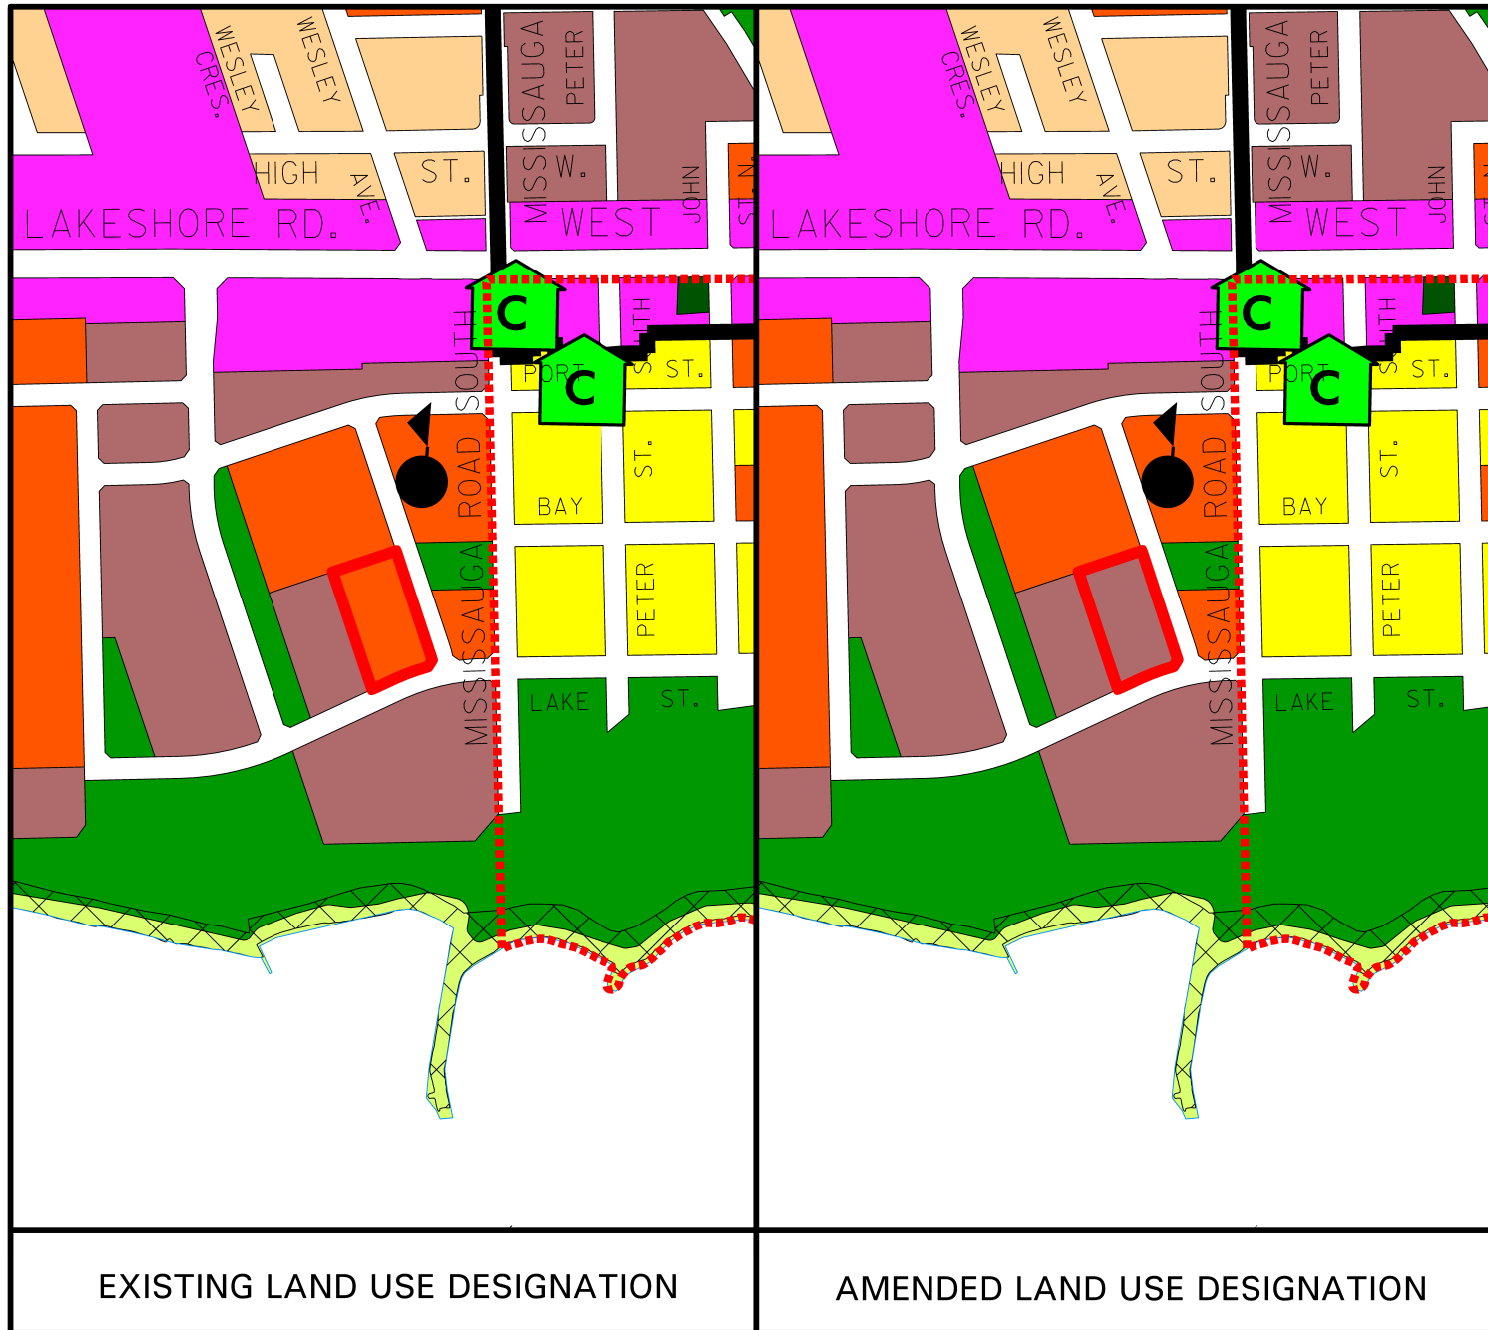 WESLEY
CRES.
WESLEY
AVE.
MISSISSAUGA
PETER
HIGH
ST.
W.
JOHN
ST. N.
LAKESHORE RD.
WEST
C
C
PORT
ST.
MISSISSAUGA ROAD SOUTH
BAY
ST.
PETER
LAKE
ST.
EXISTING LAND USE DESIGNATION
WESLEY
CRES.
WESLEY
AVE.
MISSISSAUGA
PETER
HIGH
ST.
W.
JOHN
LAKESHORE RD.
WEST
C
C
PORT
ST.
MISSISSAUGA ROAD SOUTH
BAY
ST.
PETER
LAKE
ST.
AMENDED LAND USE DESIGNATION